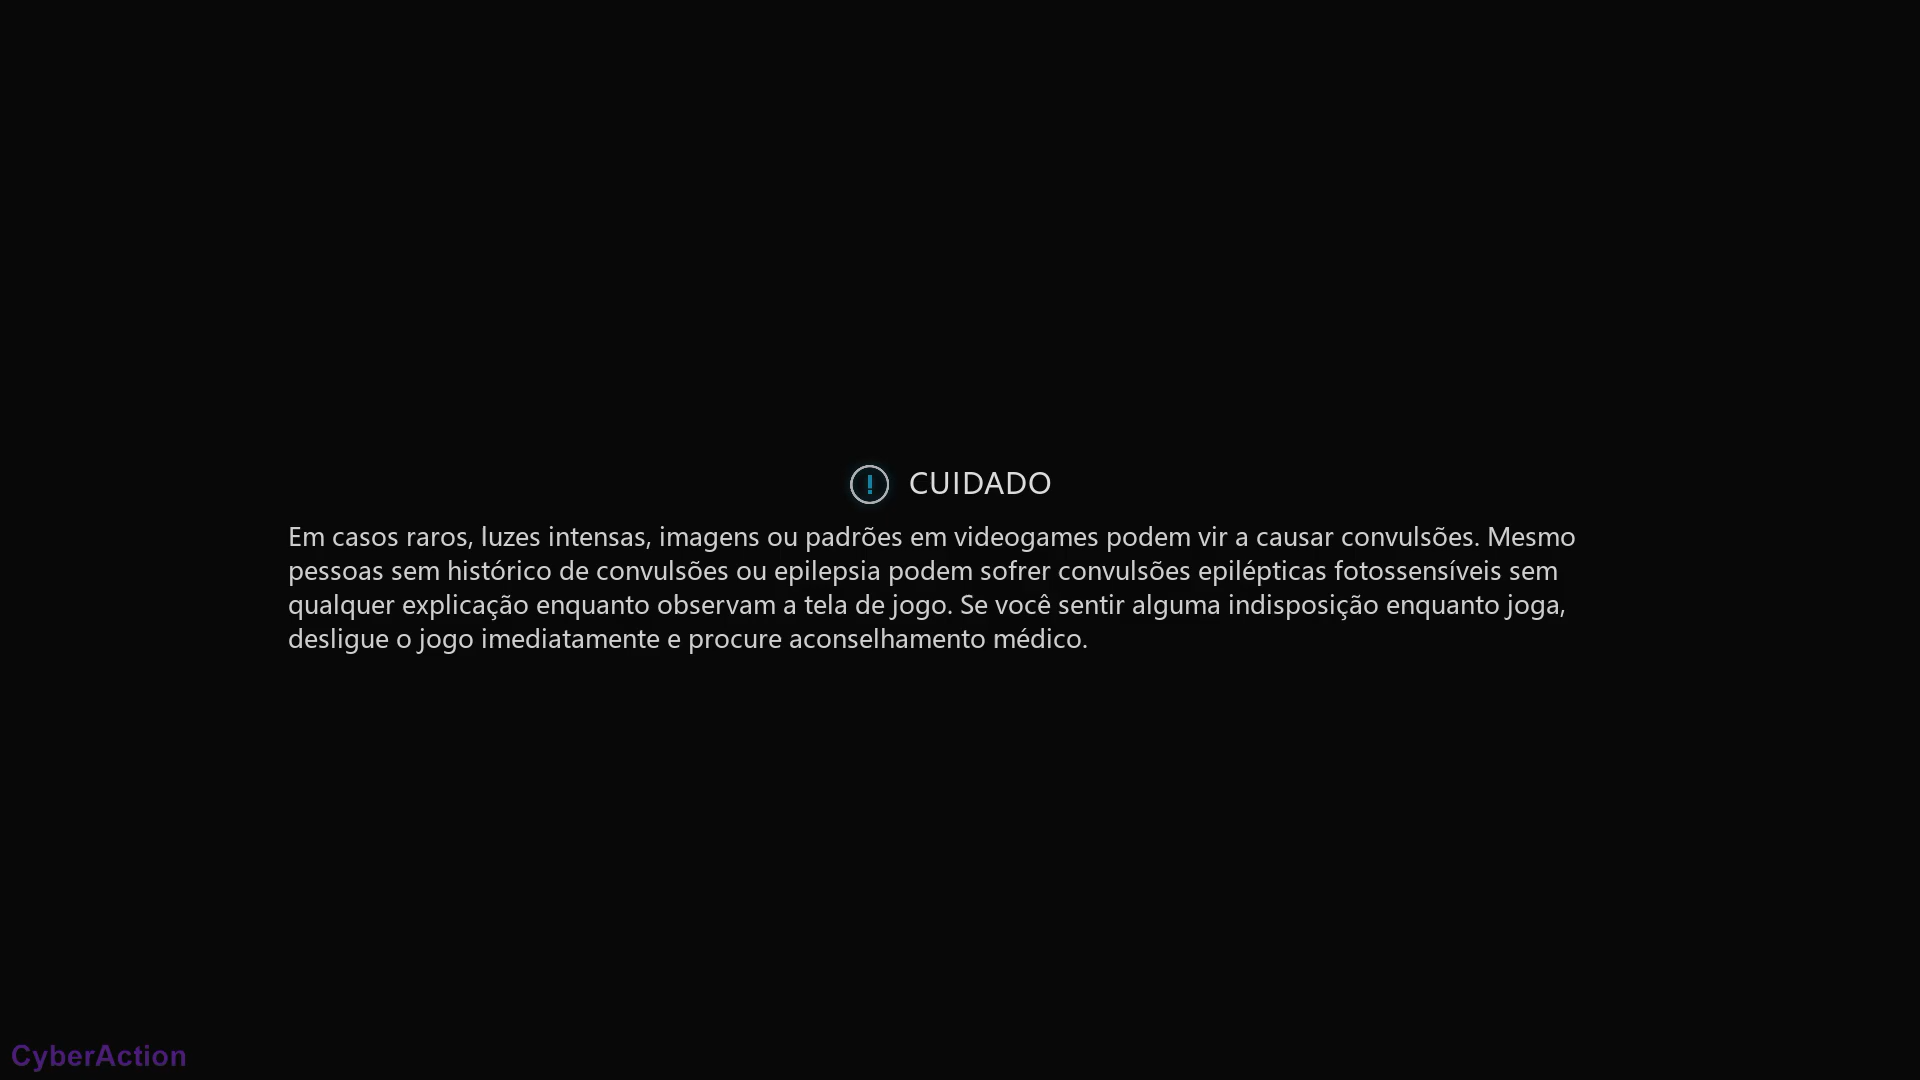 ! CUIDADO
Em casos raros, luzes intensas, imagens ou padrões em videogames podem vir a causar convulsões. Mesmo
pessoas sem histórico de convulsões ou epilepsia podem sofrer convulsões epilépticas fotossensíveis sem
qualquer explicação enquanto observam a tela de jogo. Se você sentir alguma indisposição enquanto joga,
desligue o jogo imediatamente e procure aconselhamento médico.
CyberAction